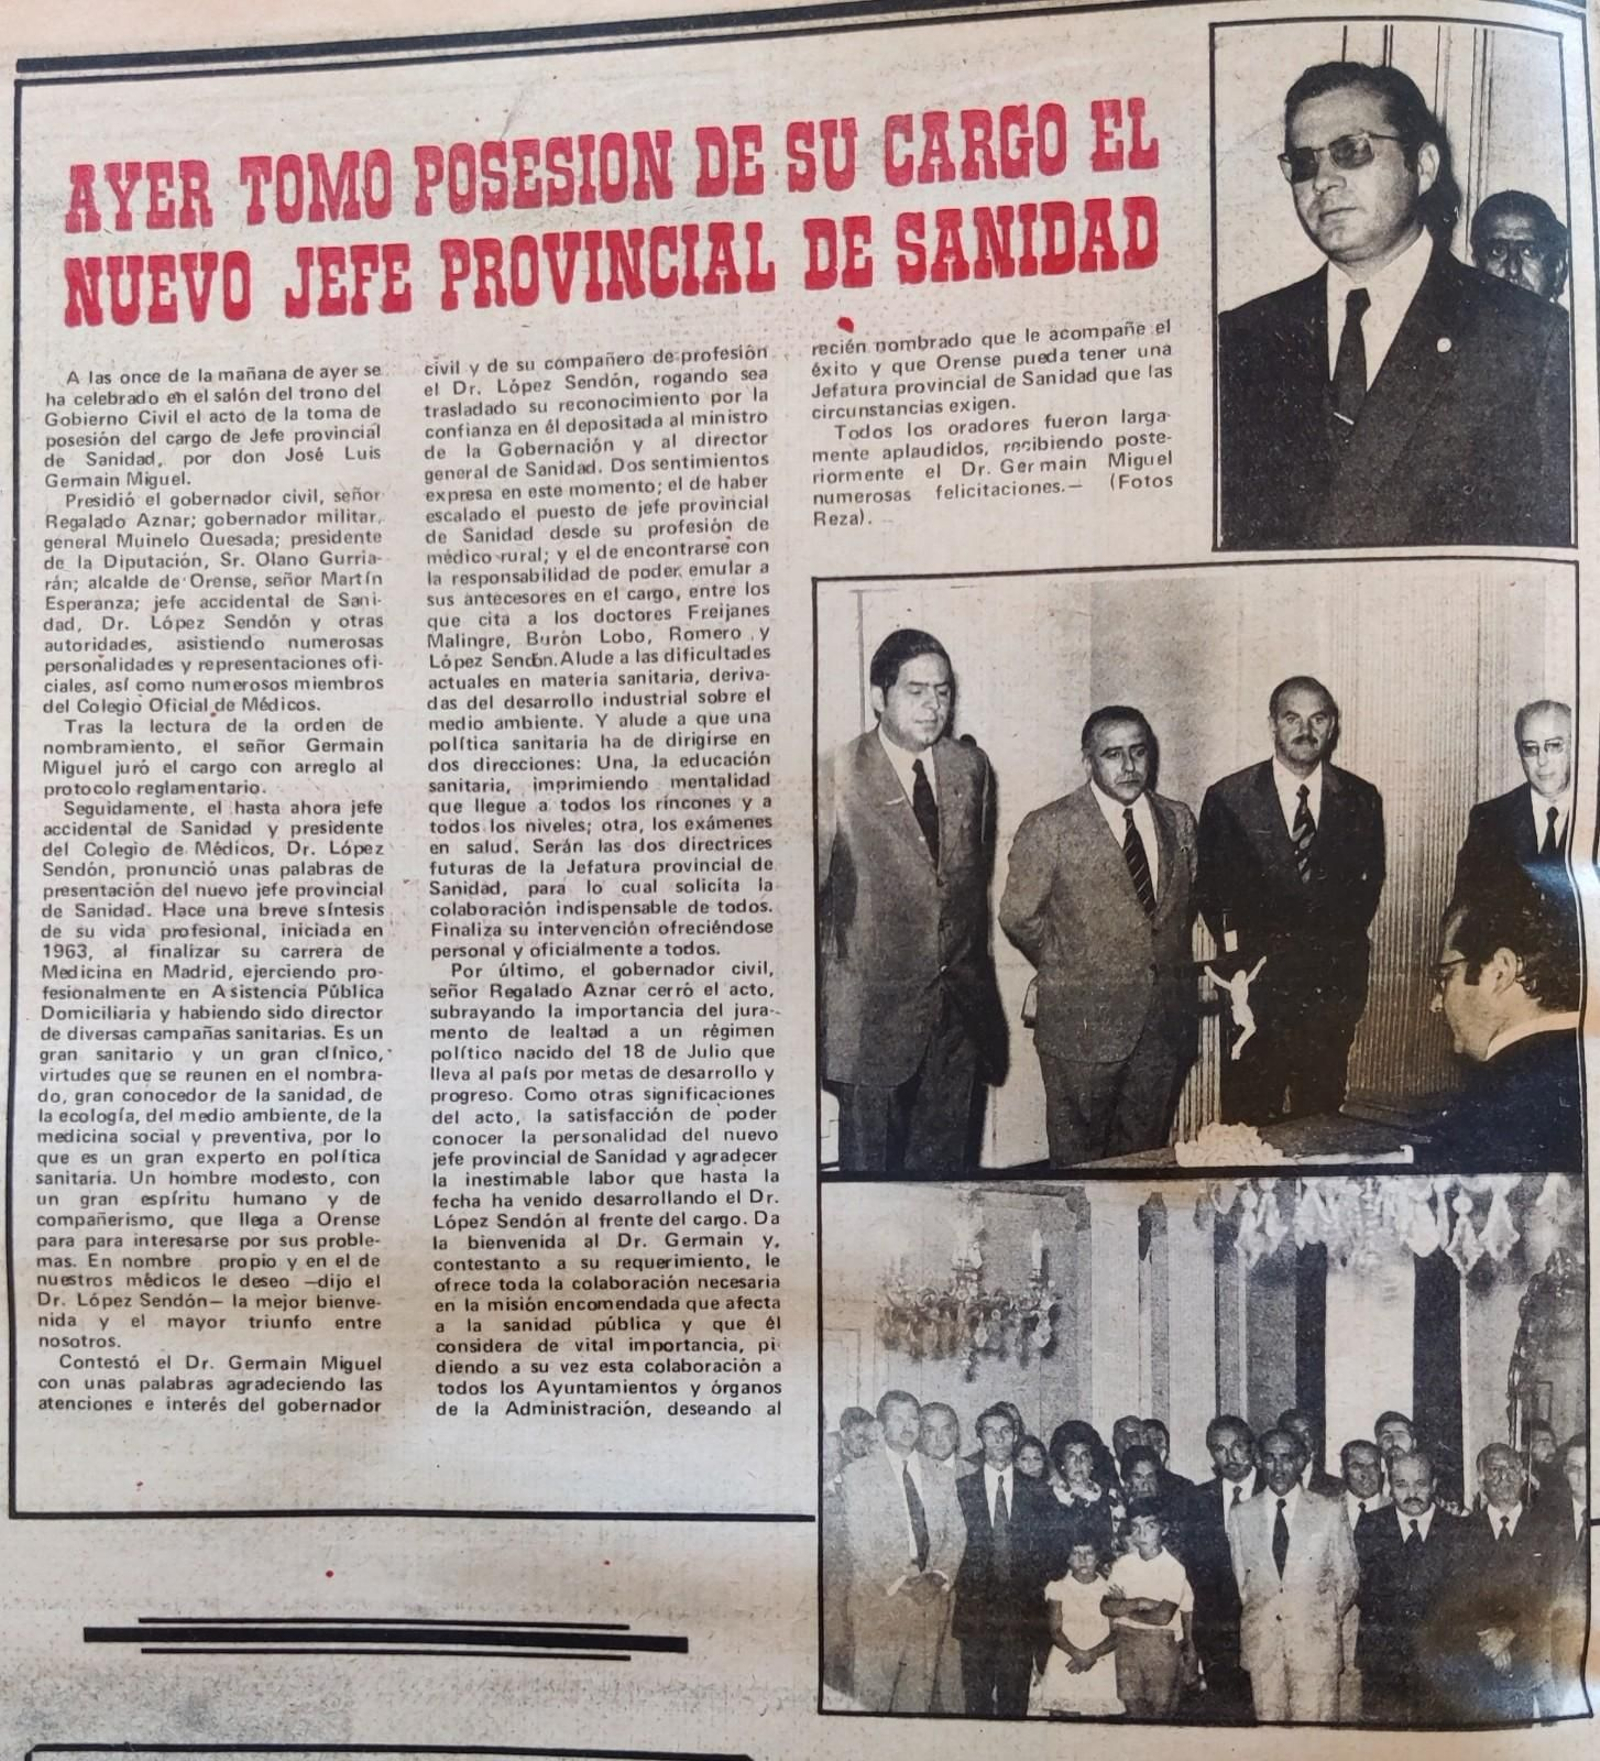 AYER TOMO POSESION DE SU CARGO EL
NUEVO JEFE PROVINCIAL DE SANIDAD
A las once de la mañana de ayer se
ha celebrado en el salón del trono del
Gobierno Civil el acto de la toma de
posesión del cargo de Jefe provincial
de Sanidad, por don José Luis
Germain Miguel.
Presidió el gobernador civil, señor
Regalado Aznar; gobernador militar,
general Muinelo Quesada; presidente
de la Diputación, Sr. Olano Gurria-
rán; alcalde de Orense, señor Martín
Esperanza; jefe accidental de Sani-
dad, Dr. López Sendón y otras
autoridades, asistiendo numerosas
personalidades y representaciones ofi-
ciales, así como numerosos miembros
del Colegio Oficial de Médicos.
Tras la lectura de la orden de
nombramiento, el señor Germain
Miguel juró el cargo con arreglo al
protocolo reglamentario.
Seguidamente, el hasta ahora jefe
accidental de Sanidad y presidente
del Colegio de Médicos, Dr. López
Sendón, pronunció unas palabras de
presentación del nuevo jefe provincial
de Sanidad. Hace una breve síntesis
de su vida profesional, iniciada en
1963, al finalizar su carrera de
Medicina en Madrid, ejerciendo pro-
fesionalmente en Asistencia Pública
Domiciliaria y habiendo sido director
de diversas campañas sanitarias. Es un
gran sanitario y un gran clínico,
virtudes que se reunen en el nombra-
do, gran conocedor de la sanidad, de
la ecología, del medio ambiente, de la
medicina social y preventiva, por lo
que es un gran experto en política
sanitaria. Un hombre modesto, con
un gran espíritu humano y de
compañerismo, que llega a Orense
para para interesarse por sus proble-
mas. En nombre propio y en el de
nuestros médicos le deseo —dijo el
Dr. López Sendón— la mejor bienve-
nida y el mayor triunfo entre
nosotros.
Contestó el Dr. Germain Miguel
con unas palabras agradeciendo las
atenciones e interés del gobernador
civil y de su compañero de profesión
el Dr. López Sendón, rogando sea
trasladado su reconocimiento por la
confianza en él depositada al ministro
de la Gobernación y al director
general de Sanidad. Dos sentimientos
expresa en este momento; el de haber
escalado el puesto de jefe provincial
de Sanidad desde su profesión de
médico rural; y el de encontrarse con
la responsabilidad de poder emular a
sus antecesores en el cargo, entre los
que cita a los doctores Freijanes
Malingre, Burón Lobo, Romero y
López Sendón. Alude a las dificultades
actuales en materia sanitaria, deriva-
das del desarrollo industrial sobre el
medio ambiente. Y alude a que una
política sanitaria ha de dirigirse en
dos direcciones: Una, la educación
sanitaria, imprimiendo mentalidad
que llegue a todos los rincones y a
todos los niveles; otra, los exámenes
en salud. Serán las dos directrices
futuras de la Jefatura provincial de
Sanidad, para lo cual solicita la
colaboración indispensable de todos.
Finaliza su intervención ofreciéndose
personal y oficialmente a todos.
Por último, el gobernador civil,
señor Regalado Aznar cerró el acto,
subrayando la importancia del jura-
mento de lealtad a un régimen
político nacido del 18 de Julio que
lleva al país por metas de desarrollo y
progreso. Como otras significaciones
del acto, la satisfacción de poder
conocer la personalidad del nuevo
jefe provincial de Sanidad y agradecer
la inestimable labor que hasta la
fecha ha venido desarrollando el Dr.
López Sendón al frente del cargo. Da
la bienvenida al Dr. Germain y,
contestanto a su requerimiento, le
ofrece toda la colaboración necesaria
en la misión encomendada que afecta
a la sanidad pública y que él
considera de vital importancia, pi
diendo a su vez esta colaboración a
todos los Ayuntamientos y órganos
de la Administración, deseando al
recién nombrado que le acompañe el
éxito y que Orense pueda tener una
Jefatura provincial de Sanidad que las
circunstancias exigen.
Todos los oradores fueron larga-
mente aplaudidos, recibiendo poste-
riormente el Dr. Germain Miguel
numerosas felicitaciones.— (Fotos
Reza).